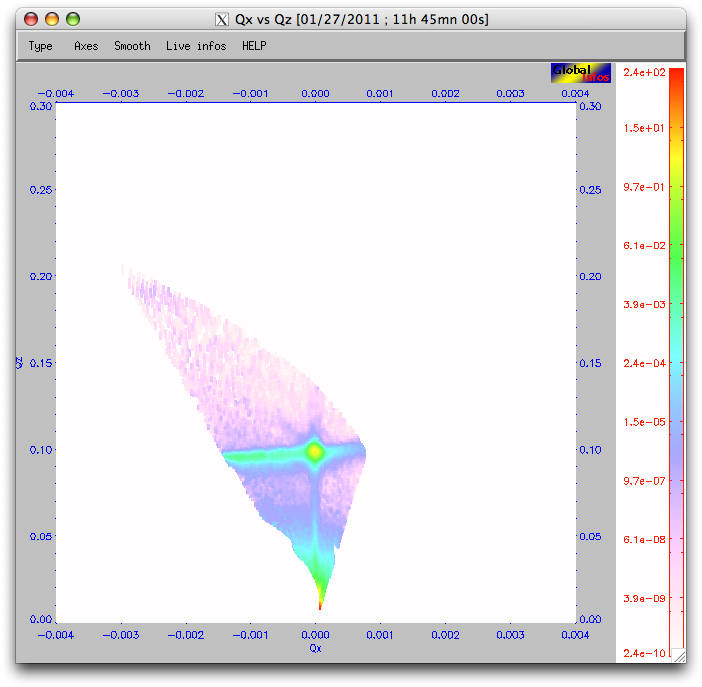 X Qx vs Qz [01/27/2011 ; 11h 45mn 00s]
Type Axes Smooth Live infos HELP
Global
Infos
-0.004 -0.003 -0.002 -0.001 0.000 0.001 0.002 0.003 0.004
0.30 0.30
0.25 0.25
0.20 0.20
0.15 0.15
Qz
0.10 0.10
0.05 0.05
0.00 0.00
-0.004 -0.003 -0.002 -0.001 0.000 0.001 0.002 0.003 0.004
Qx
2.4e+02
1.5e+01
9.7e-01
6.1e-02
3.9e-03
2.4e-04
1.5e-05
9.7e-07
6.1e-08
3.9e-09
2.4e-10